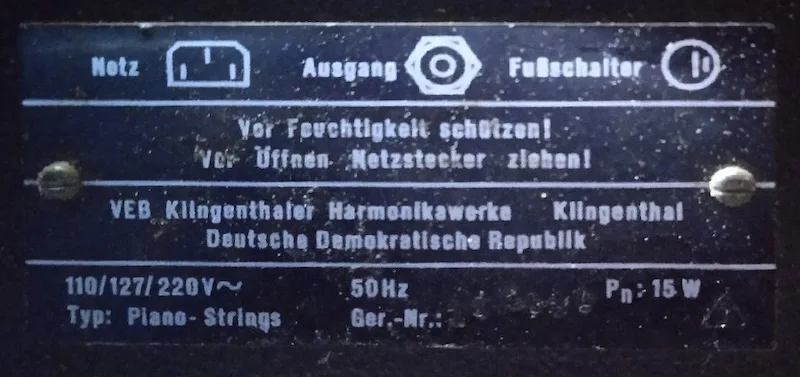 Netz Ausgang Fußschalter
Vor Feuchtigkeit schützen!
Vor Öffnen Netzstecker ziehen!
VEB Klingenthaler Harmonikawerke Klingenthal
Deutsche Demokratische Republik
110/127/220V~ 50Hz Pn: 15W
Typ: Piano-Strings Ger.-Nr.: